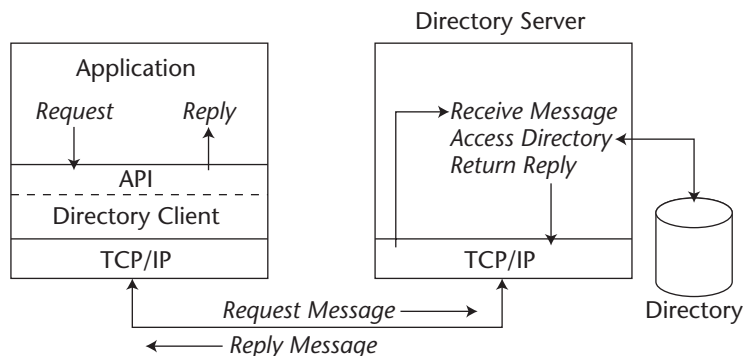 Directory Server
Application
Request Reply
API
Directory Client
TCP/IP
Receive Message
Access Directory
Return Reply
TCP/IP
Directory
Request Message
Reply Message